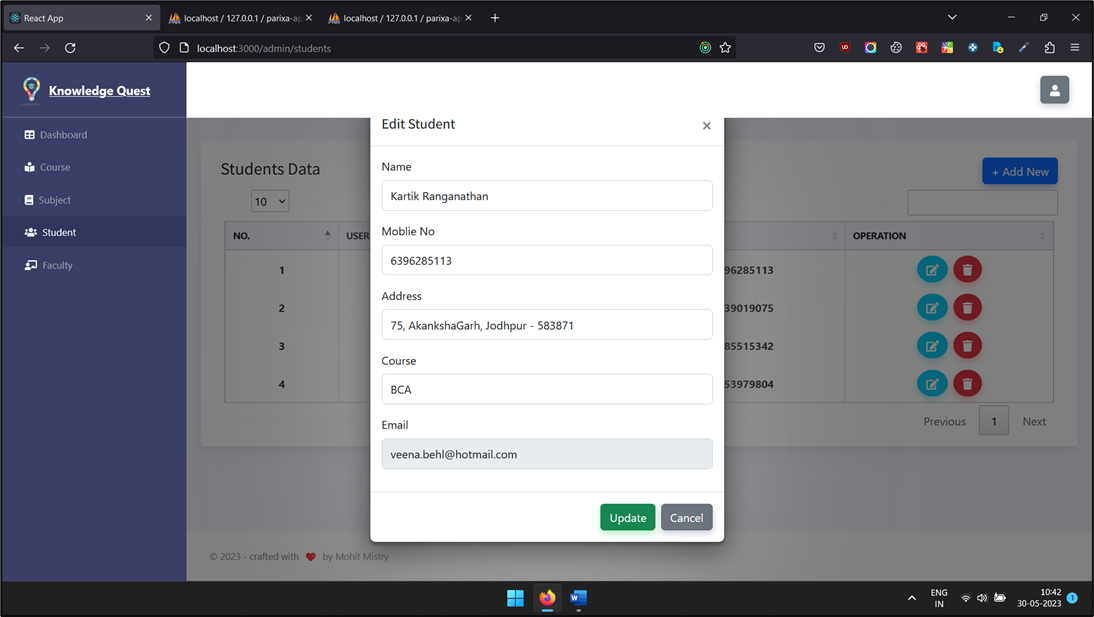 React App
localhost / 127.0.0.1 / parixa-ap
localhost / 127.0.0.1 / parixa-ap
localhost:3000/admin/students
Knowledge Quest
Dashboard
Course
Subject
Student
Faculty
Students Data
+ Add New
10
NO.
USER
OPERATION
1
96285113
2
39019075
3
85515342
4
53979804
Previous
1
Next
Edit Student
×
Name
Kartik Ranganathan
Moblie No
6396285113
Address
75, AkankshaGarh, Jodhpur - 583871
Course
BCA
Email
veena.behl@hotmail.com
Update
Cancel
© 2023 - crafted with by Mohit Mistry
ENG
IN
10:42
30-05-2023
1